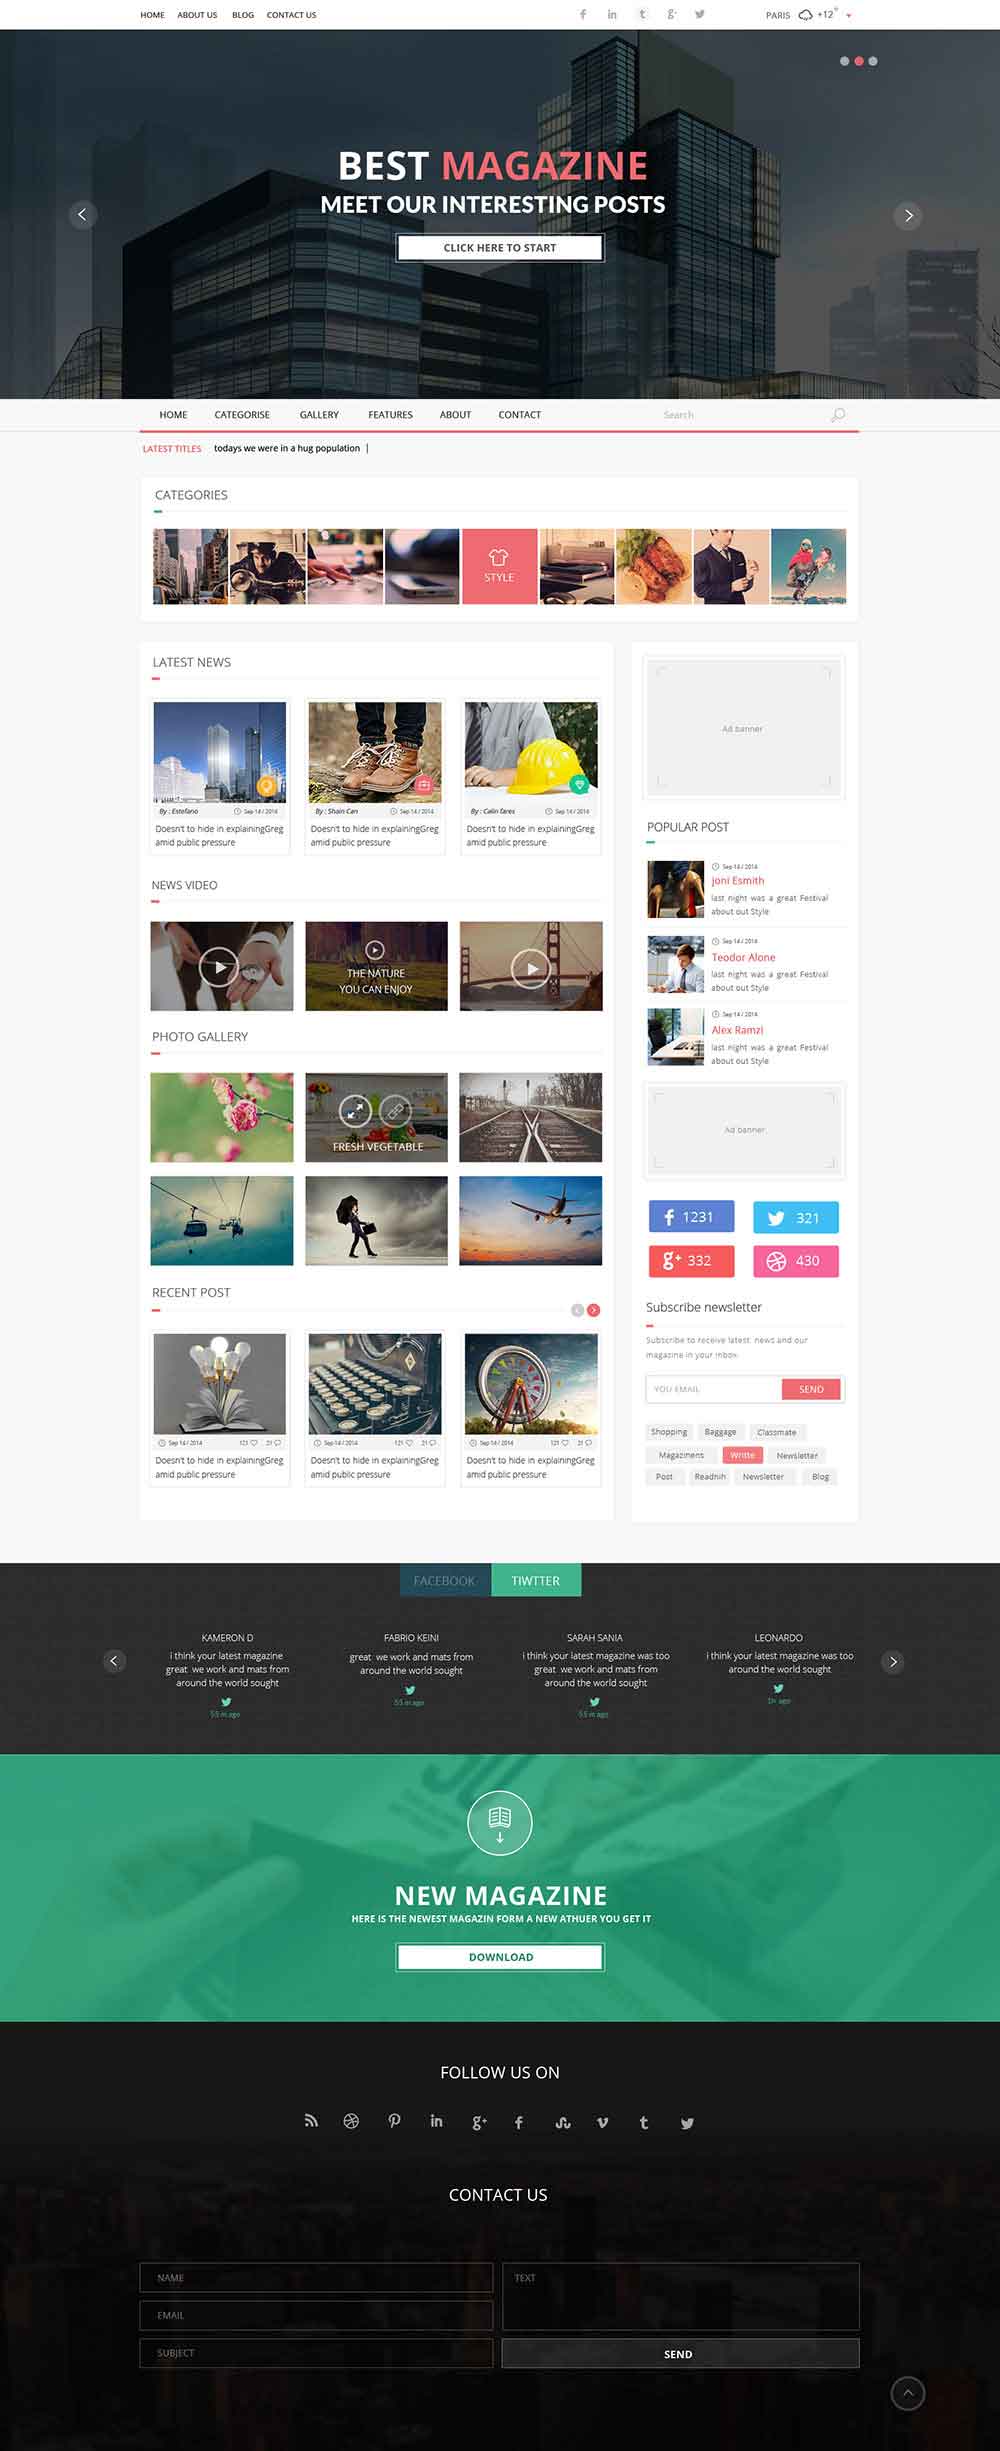 HOME ABOUT US BLOG CONTACT US PARIS +12°
BEST MAGAZINE
MEET OUR INTERESTING POSTS
CLICK HERE TO START
HOME CATEGORISE GALLERY FEATURES ABOUT CONTACT Search
LATEST TITLES todays we were in a hug population
CATEGORIES
STYLE
LATEST NEWS
By : Estefano Sep 14 / 2014
Doesn't to hide in explainingGreg
amid public pressure
By : Shain Can Sep 14 / 2014
Doesn't to hide in explainingGreg
amid public pressure
By : Calin fares Sep 14 / 2014
Doesn't to hide in explainingGreg
amid public pressure
NEWS VIDEO
THE NATURE
YOU CAN ENJOY
PHOTO GALLERY
FRESH VEGETABLE
RECENT POST
Sep 14 / 2014 121 21
Doesn't to hide in explainingGreg
amid public pressure
Sep 14 / 2014 121 21
Doesn't to hide in explainingGreg
amid public pressure
Sep 14 / 2014 121 21
Doesn't to hide in explainingGreg
amid public pressure
Ad banner
POPULAR POST
Sep 14 / 2014
joni Esmith
last night was a great Festival
about out Style
Sep 14 / 2014
Teodor Alone
last night was a great Festival
about out Style
Sep 14 / 2014
Alex Ramzi
last night was a great Festival
about out Style
Ad banner
1231 321
332 430
Subscribe newsletter
Subscribe to receive latest news and our
magazine in your inbox.
YOU EMAIL SEND
Shopping Baggage Classmate
Magazinens Writte Newsletter
Post Readnih Newsletter Blog
FACEBOOK TIWTTER
KAMERON D
i think your latest magazine
great we work and mats from
around the world sought
55 m ago
FABRIO KEINI
great we work and mats from
around the world sought
55 m ago
SARAH SANIA
i think your latest magazine was too
great we work and mats from
around the world sought
55 m ago
LEONARDO
i think your latest magazine was too
around the world sought
1h ago
NEW MAGAZINE
HERE IS THE NEWEST MAGAZIN FORM A NEW ATHUER YOU GET IT
DOWNLOAD
FOLLOW US ON
CONTACT US
NAME
EMAIL
SUBJECT
TEXT
SEND